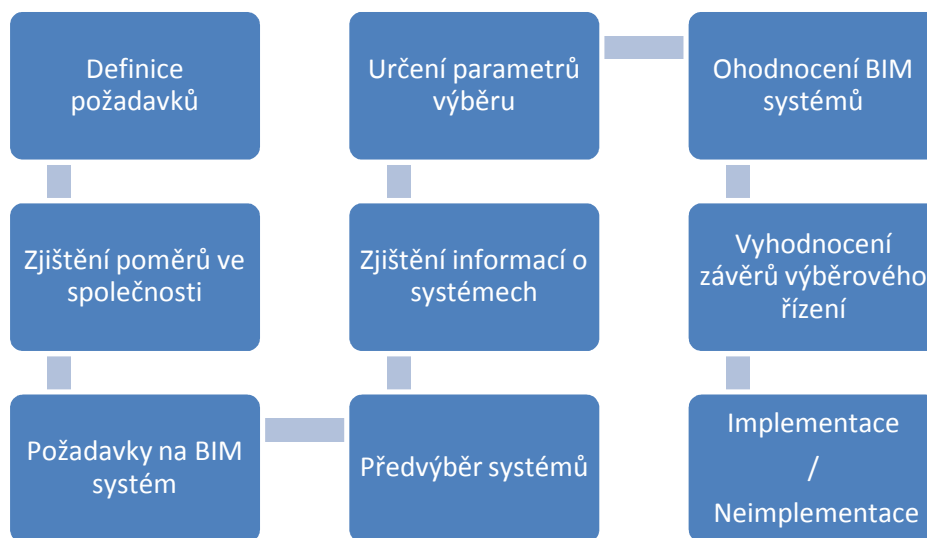 Definice
požadavků
Zjištění poměrů ve
společnosti
Požadavky na BIM
systém
Předvýběr systémů
Zjištění informací o
systémech
Určení parametrů
výběru
Ohodnocení BIM
systémů
Vyhodnocení
závěrů výběrového
řízení
Implementace
/
Neimplementace